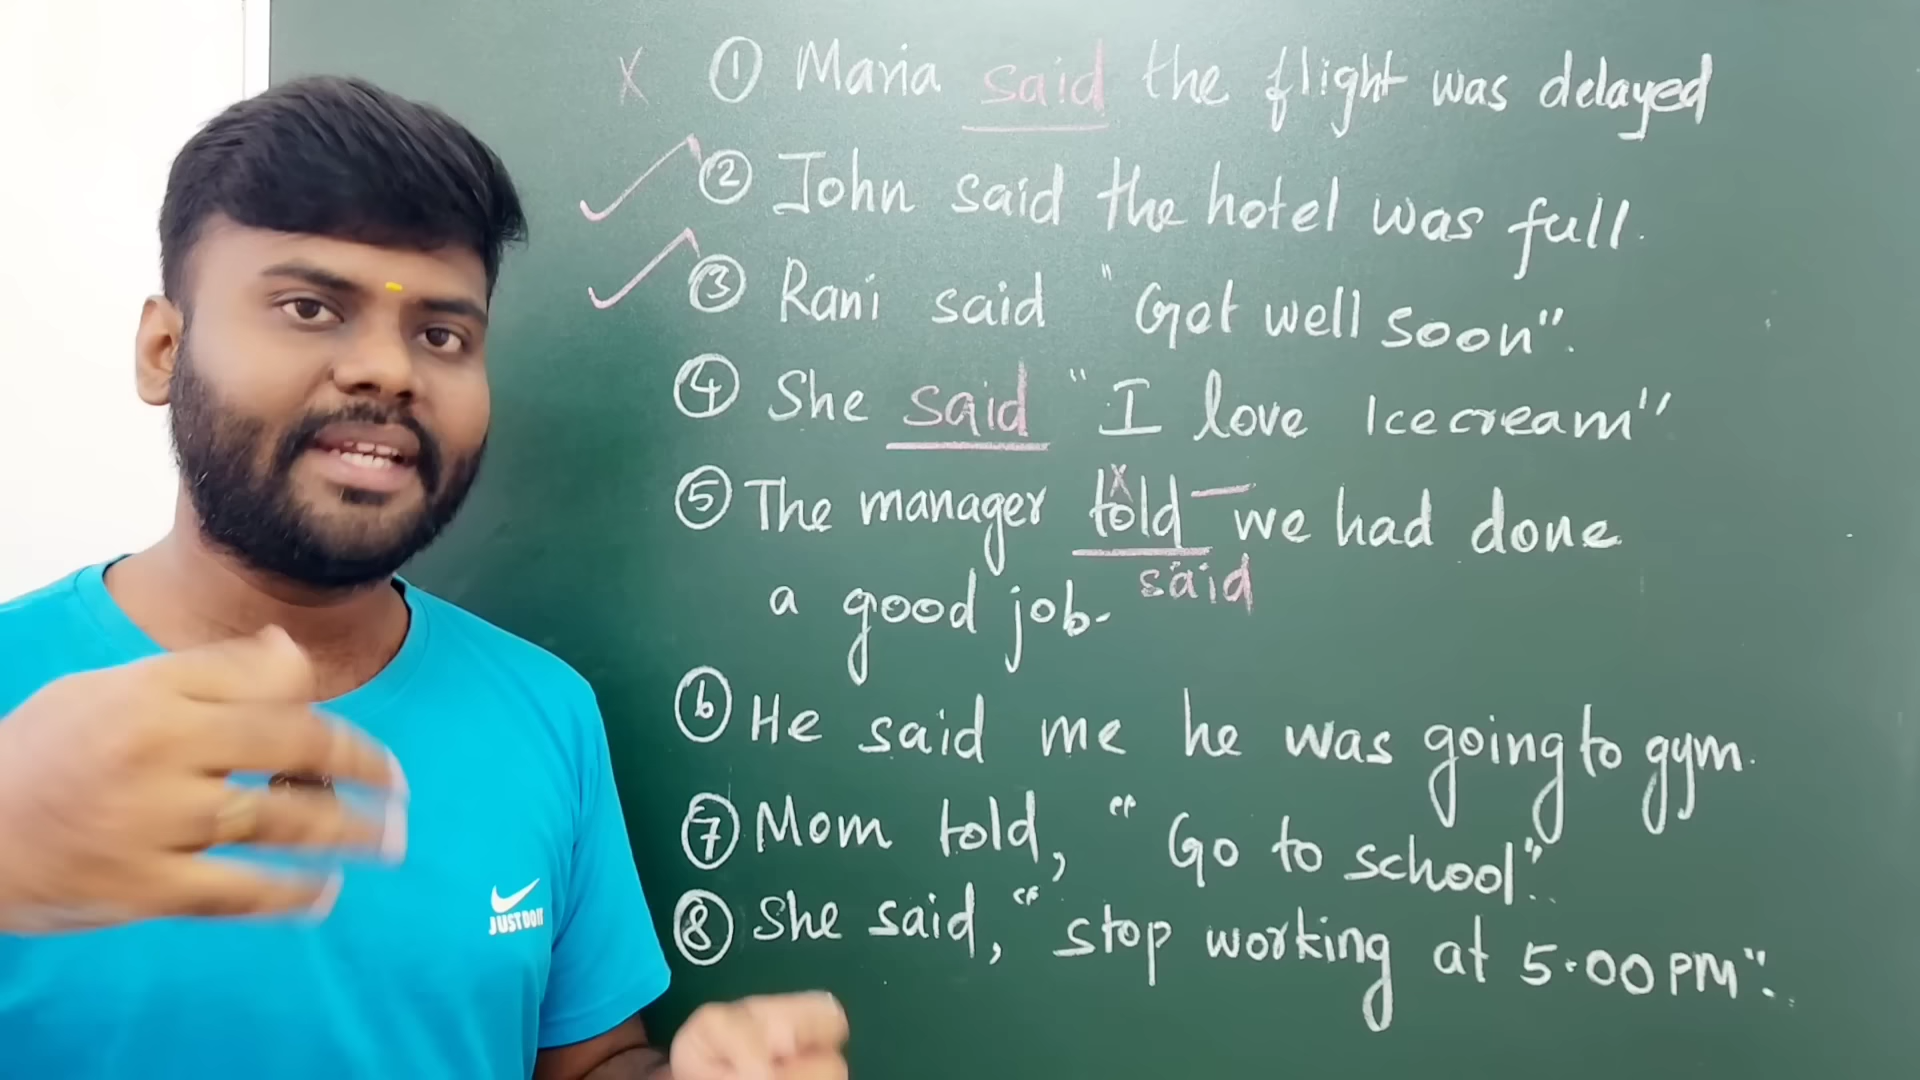 X ① Maria said the flight was delayed
② John said the hotel was full.
③ Rani said "Get well soon".
④ She said "I love Icecream"
⑤ The manager told we had done
x
said
a good job.
⑥ He said me he was going to gym.
⑦ Mom told, "Go to school".
⑧ She said, "stop working at 5.00 PM".
JUST DO IT